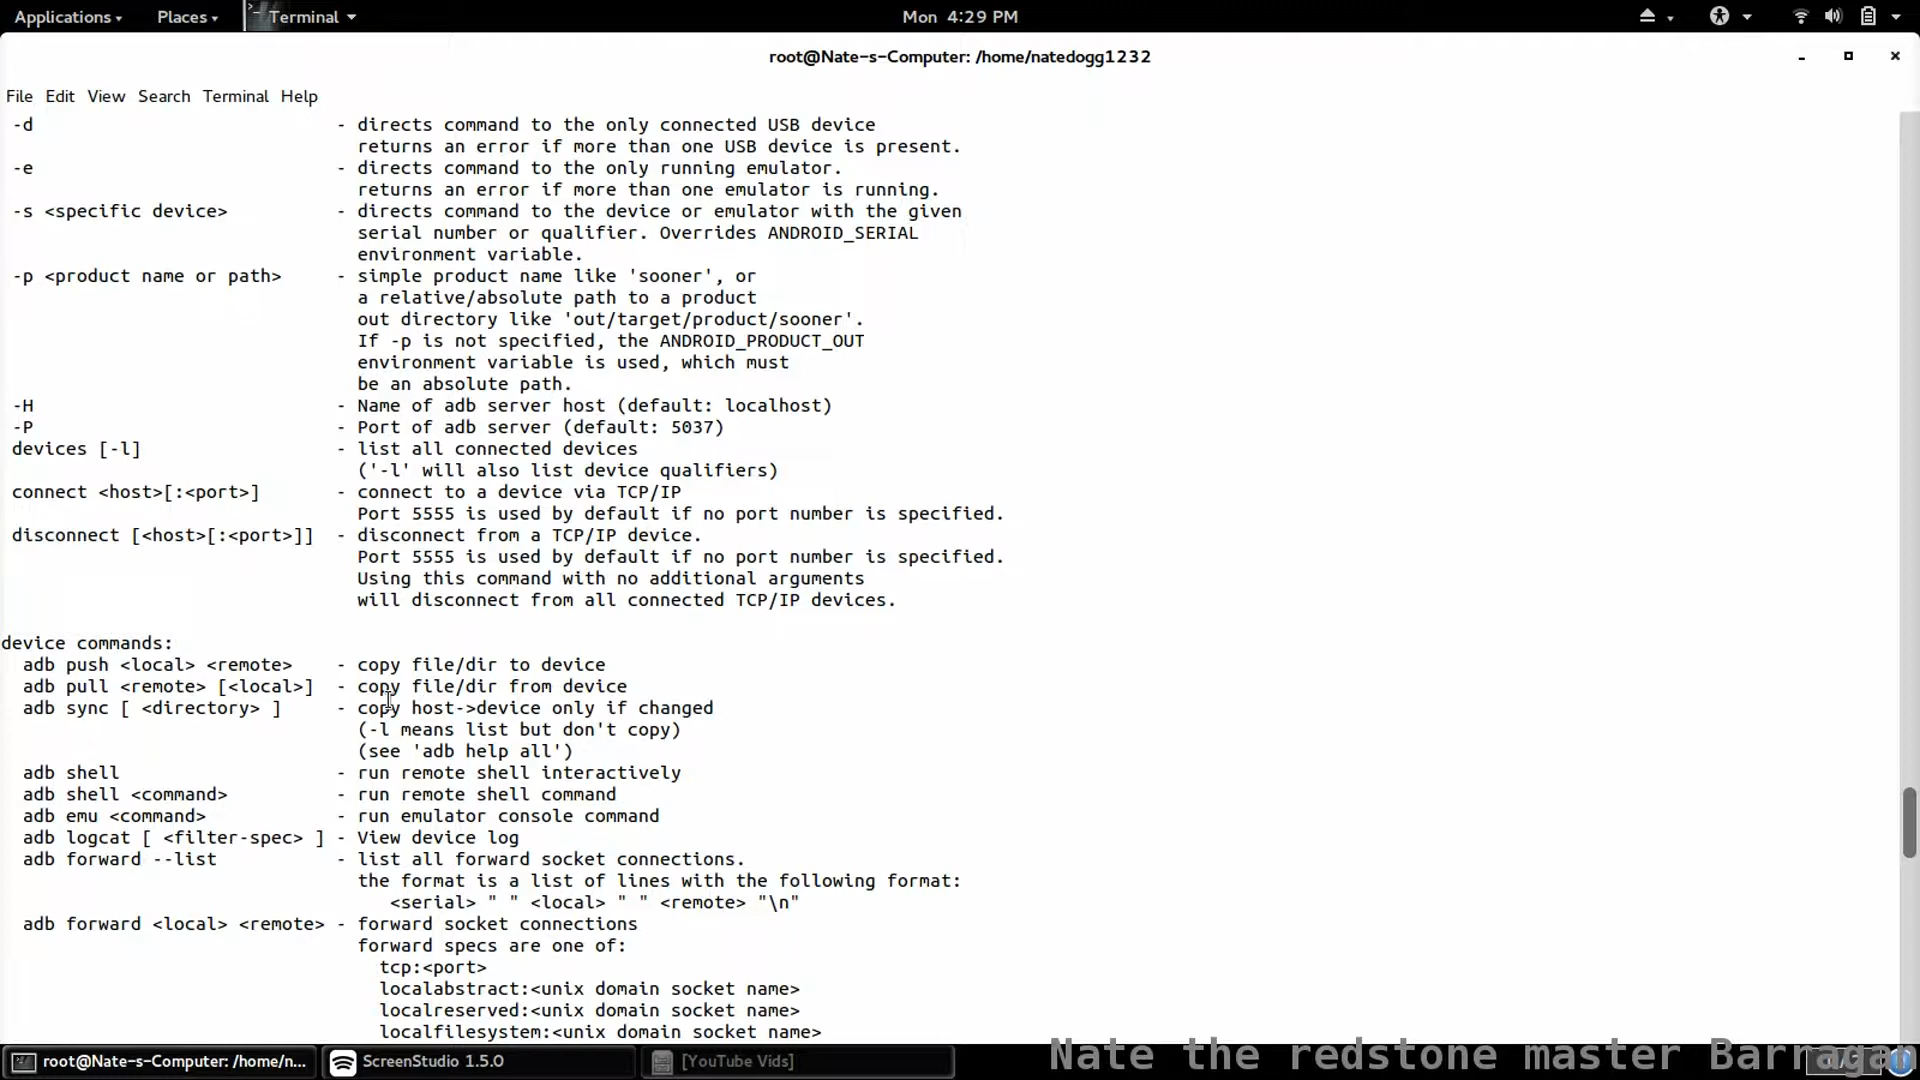 Applications
Places
Terminal
Mon 4:29 PM
root@Nate-s-Computer: /home/natedogg1232
File Edit View Search Terminal Help
-d - directs command to the only connected USB device
returns an error if more than one USB device is present.
-e - directs command to the only running emulator.
returns an error if more than one emulator is running.
-s <specific device> - directs command to the device or emulator with the given
serial number or qualifier. Overrides ANDROID_SERIAL
environment variable.
-p <product name or path> - simple product name like 'sooner', or
a relative/absolute path to a product
out directory like 'out/target/product/sooner'.
If -p is not specified, the ANDROID_PRODUCT_OUT
environment variable is used, which must
be an absolute path.
-H - Name of adb server host (default: localhost)
-P - Port of adb server (default: 5037)
devices [-l] - list all connected devices
('-l' will also list device qualifiers)
connect <host>[:<port>] - connect to a device via TCP/IP
Port 5555 is used by default if no port number is specified.
disconnect [<host>[:<port>]] - disconnect from a TCP/IP device.
Port 5555 is used by default if no port number is specified.
Using this command with no additional arguments
will disconnect from all connected TCP/IP devices.
device commands:
adb push <local> <remote> - copy file/dir to device
adb pull <remote> [<local>] - copy file/dir from device
adb sync [ <directory> ] - copy host->device only if changed
(-l means list but don't copy)
(see 'adb help all')
adb shell - run remote shell interactively
adb shell <command> - run remote shell command
adb emu <command> - run emulator console command
adb logcat [ <filter-spec> ] - View device log
adb forward --list - list all forward socket connections.
the format is a list of lines with the following format:
<serial> " " <local> " " <remote> "\n"
adb forward <local> <remote> - forward socket connections
forward specs are one of:
tcp:<port>
localabstract:<unix domain socket name>
localreserved:<unix domain socket name>
localfilesystem:<unix domain socket name>
root@Nate-s-Computer: /home/n...
ScreenStudio 1.5.0
[YouTube Vids]
Nate the redstone master Barragan